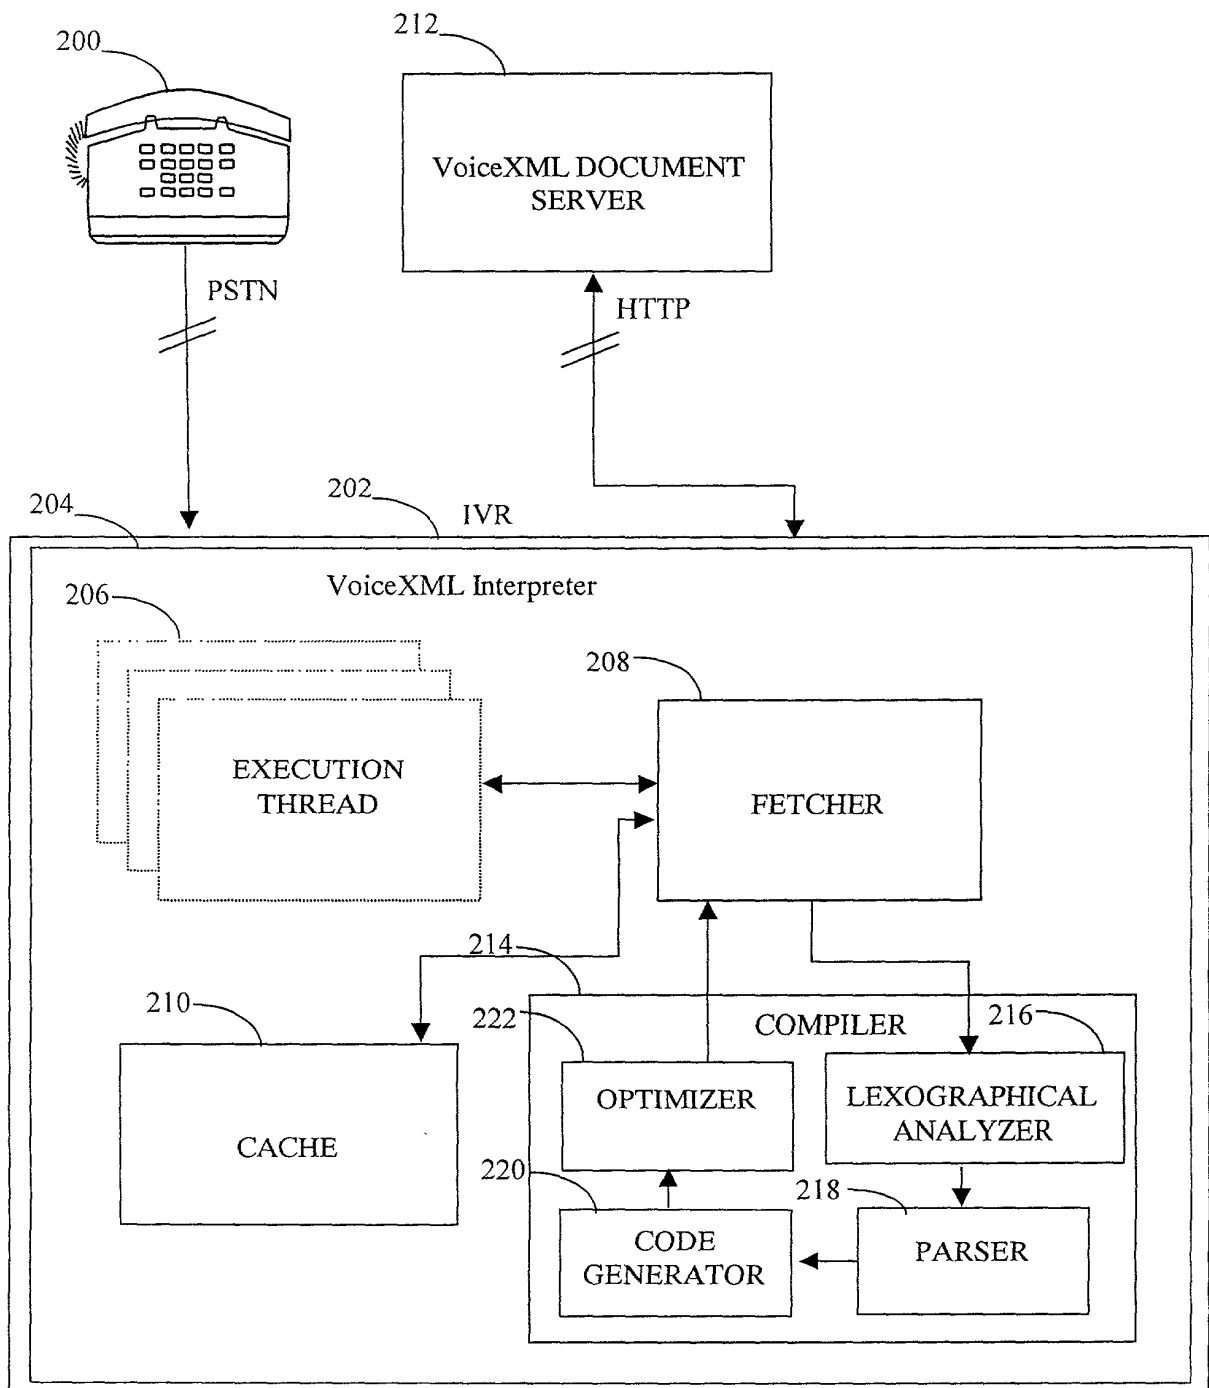 200
212
VoiceXML DOCUMENT
SERVER
PSTN
HTTP
204
202
IVR
VoiceXML Interpreter
206
208
EXECUTION
THREAD
FETCHER
214
210
222
COMPILER
216
OPTIMIZER
LEXOGRAPHICAL
ANALYZER
CACHE
220
218
CODE
GENERATOR
PARSER